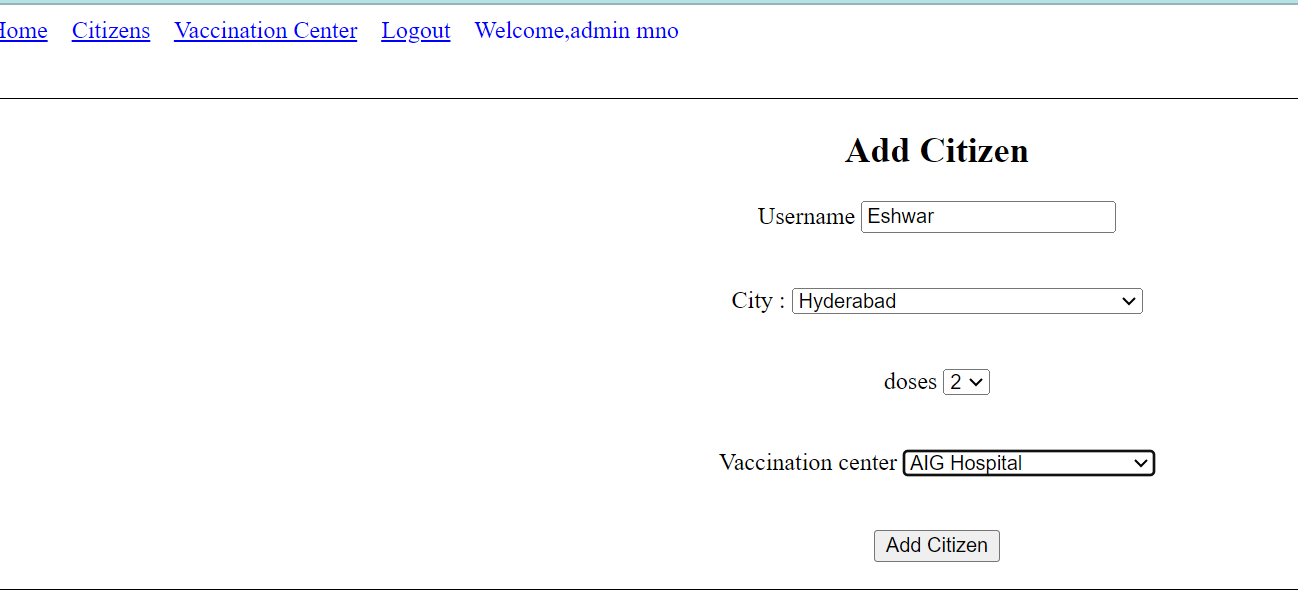 Home Citizens Vaccination Center Logout Welcome,admin mno
Add Citizen
Username Eshwar
City : Hyderabad
doses 2
Vaccination center AIG Hospital
Add Citizen